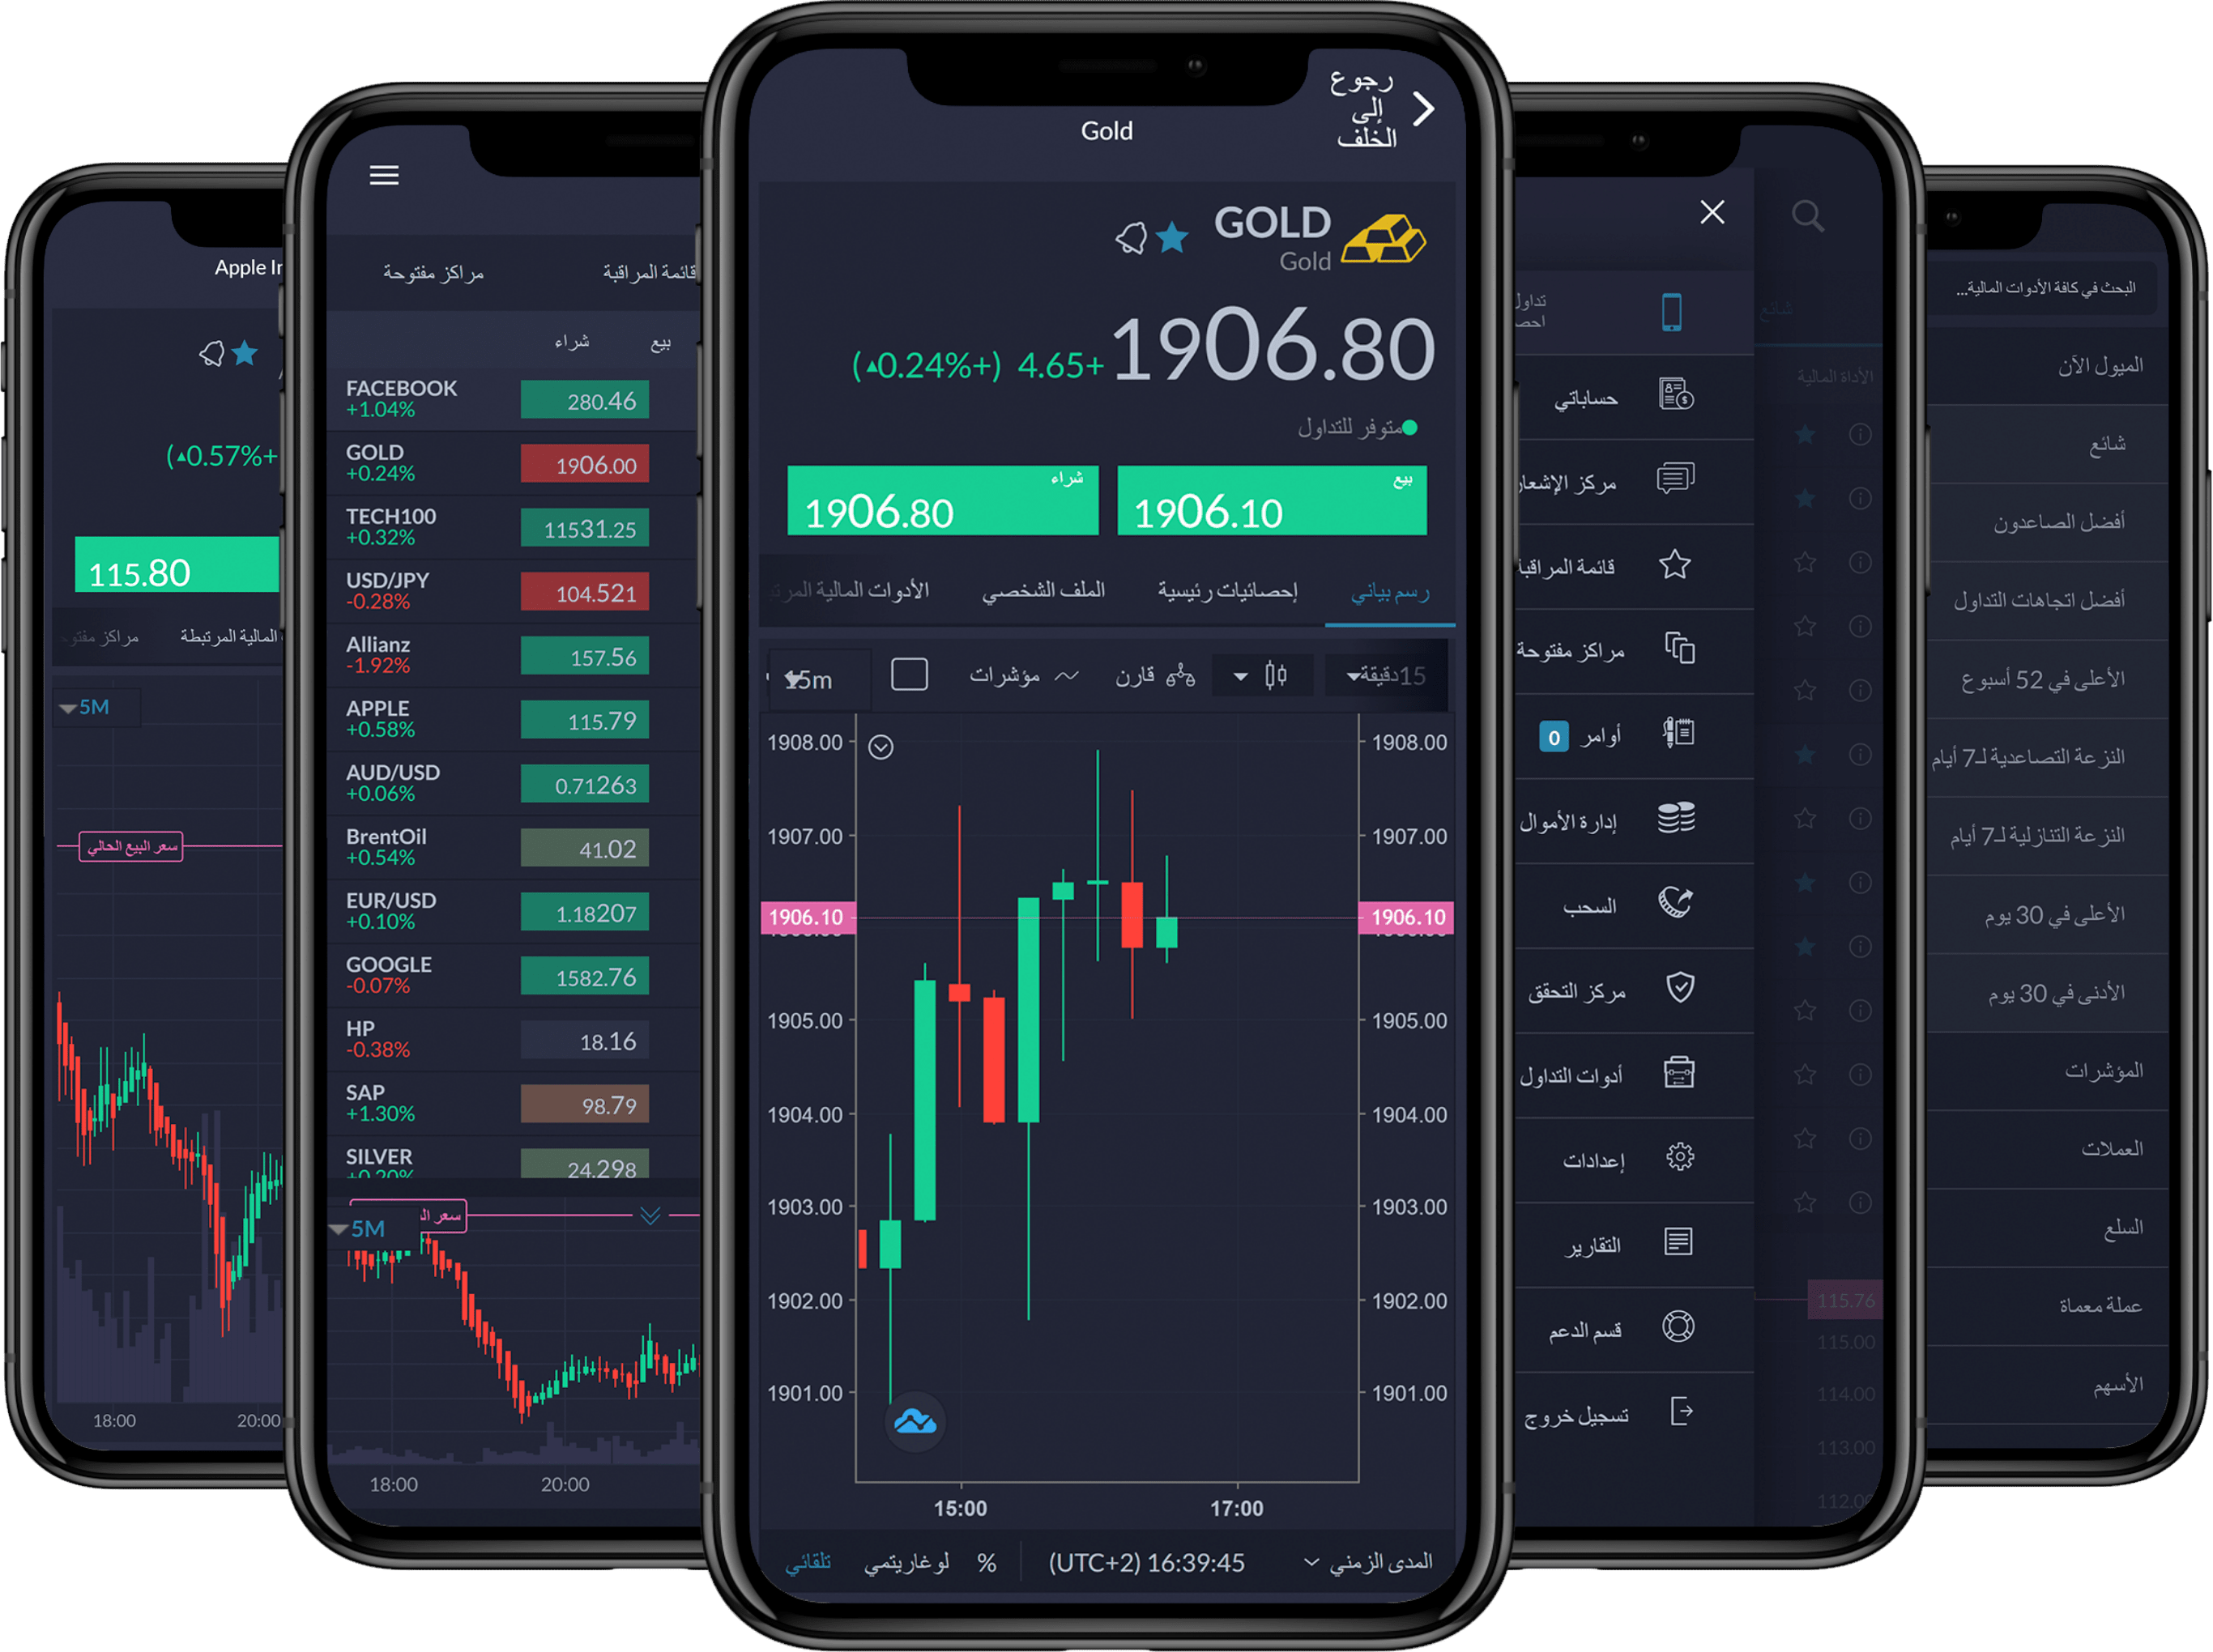 Apple
(▲0.57%+
115.80
المالية المرتبطة
مراكز
5M
سعر البيع الحالي
18:00
20:00
قائمة المراقبة
مراكز مفتوحة
بيع
شراء
FACEBOOK
+1.04%
280.46
GOLD
+0.24%
1906.00
TECH100
+0.32%
11531.25
USD/JPY
-0.28%
104.521
Allianz
-1.92%
157.56
APPLE
+0.58%
115.79
AUD/USD
+0.06%
0.71263
BrentOil
+0.54%
41.02
EUR/USD
+0.10%
1.18207
GOOGLE
-0.07%
1582.76
HP
-0.38%
18.16
SAP
+1.30%
98.79
SILVER
24.298
سعر
5M
18:00
20:00
رجوع
إلى
الخلف
Gold
GOLD
Gold
1906.80
4.65+ (▲0.24%+)
متوفر للتداول
بيع
1906.10
شراء
1906.80
رسم بياني
إحصائيات رئيسية
الملف الشخصي
الأدوات المالية
15دقيقة
قارن
مؤشرات
15m
1908.00
1908.00
1907.00
1907.00
1906.10
1906.10
1905.00
1905.00
1904.00
1904.00
1903.00
1903.00
1902.00
1902.00
1901.00
1901.00
15:00
17:00
المدى الزمني
(UTC+2) 16:39:45
%
لوغاريتمي
تلقائي
تداول
حساباتي
مركز الإشعار
قائمة المراقبة
مراكز مفتوحة
أوامر
0
إدارة الأموال
السحب
مركز التحقق
أدوات التداول
إعدادات
التقارير
قسم الدعم
تسجيل خروج
شائع
الأداة المالية
115.76
115.00
114.00
113.00
البحث في كافة الأدوات المالية...
الميول الآن
شائع
أفضل الصاعدون
أفضل اتجاهات التداول
الأعلى في 52 أسبوع
النزعة التصاعدية لـ7 أيام
النزعة التنازلية لـ7 أيام
الأعلى في 30 يوم
الأدنى في 30 يوم
المؤشرات
العملات
السلع
عملة معماة
الأسهم